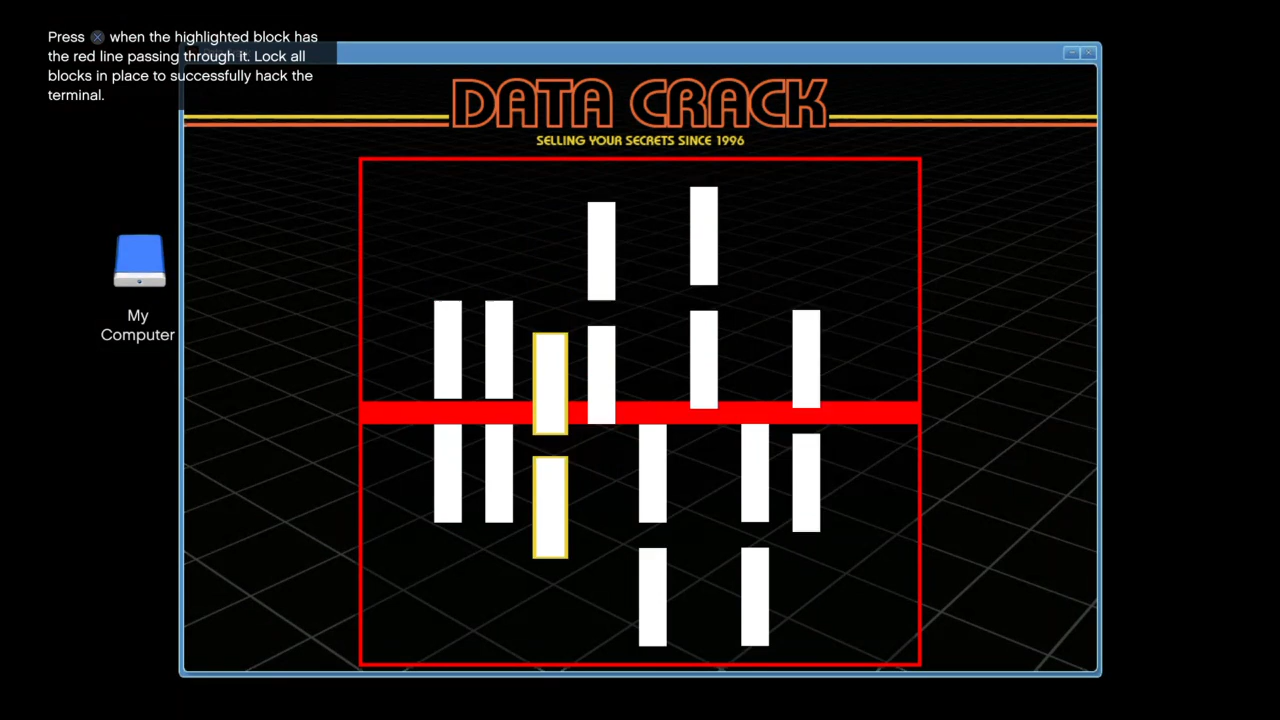 Press ⓧ when the highlighted block has
the red line passing through it. Lock all
blocks in place to successfully hack the
terminal.
DATA CRACK
SELLING YOUR SECRETS SINCE 1996
My
Computer